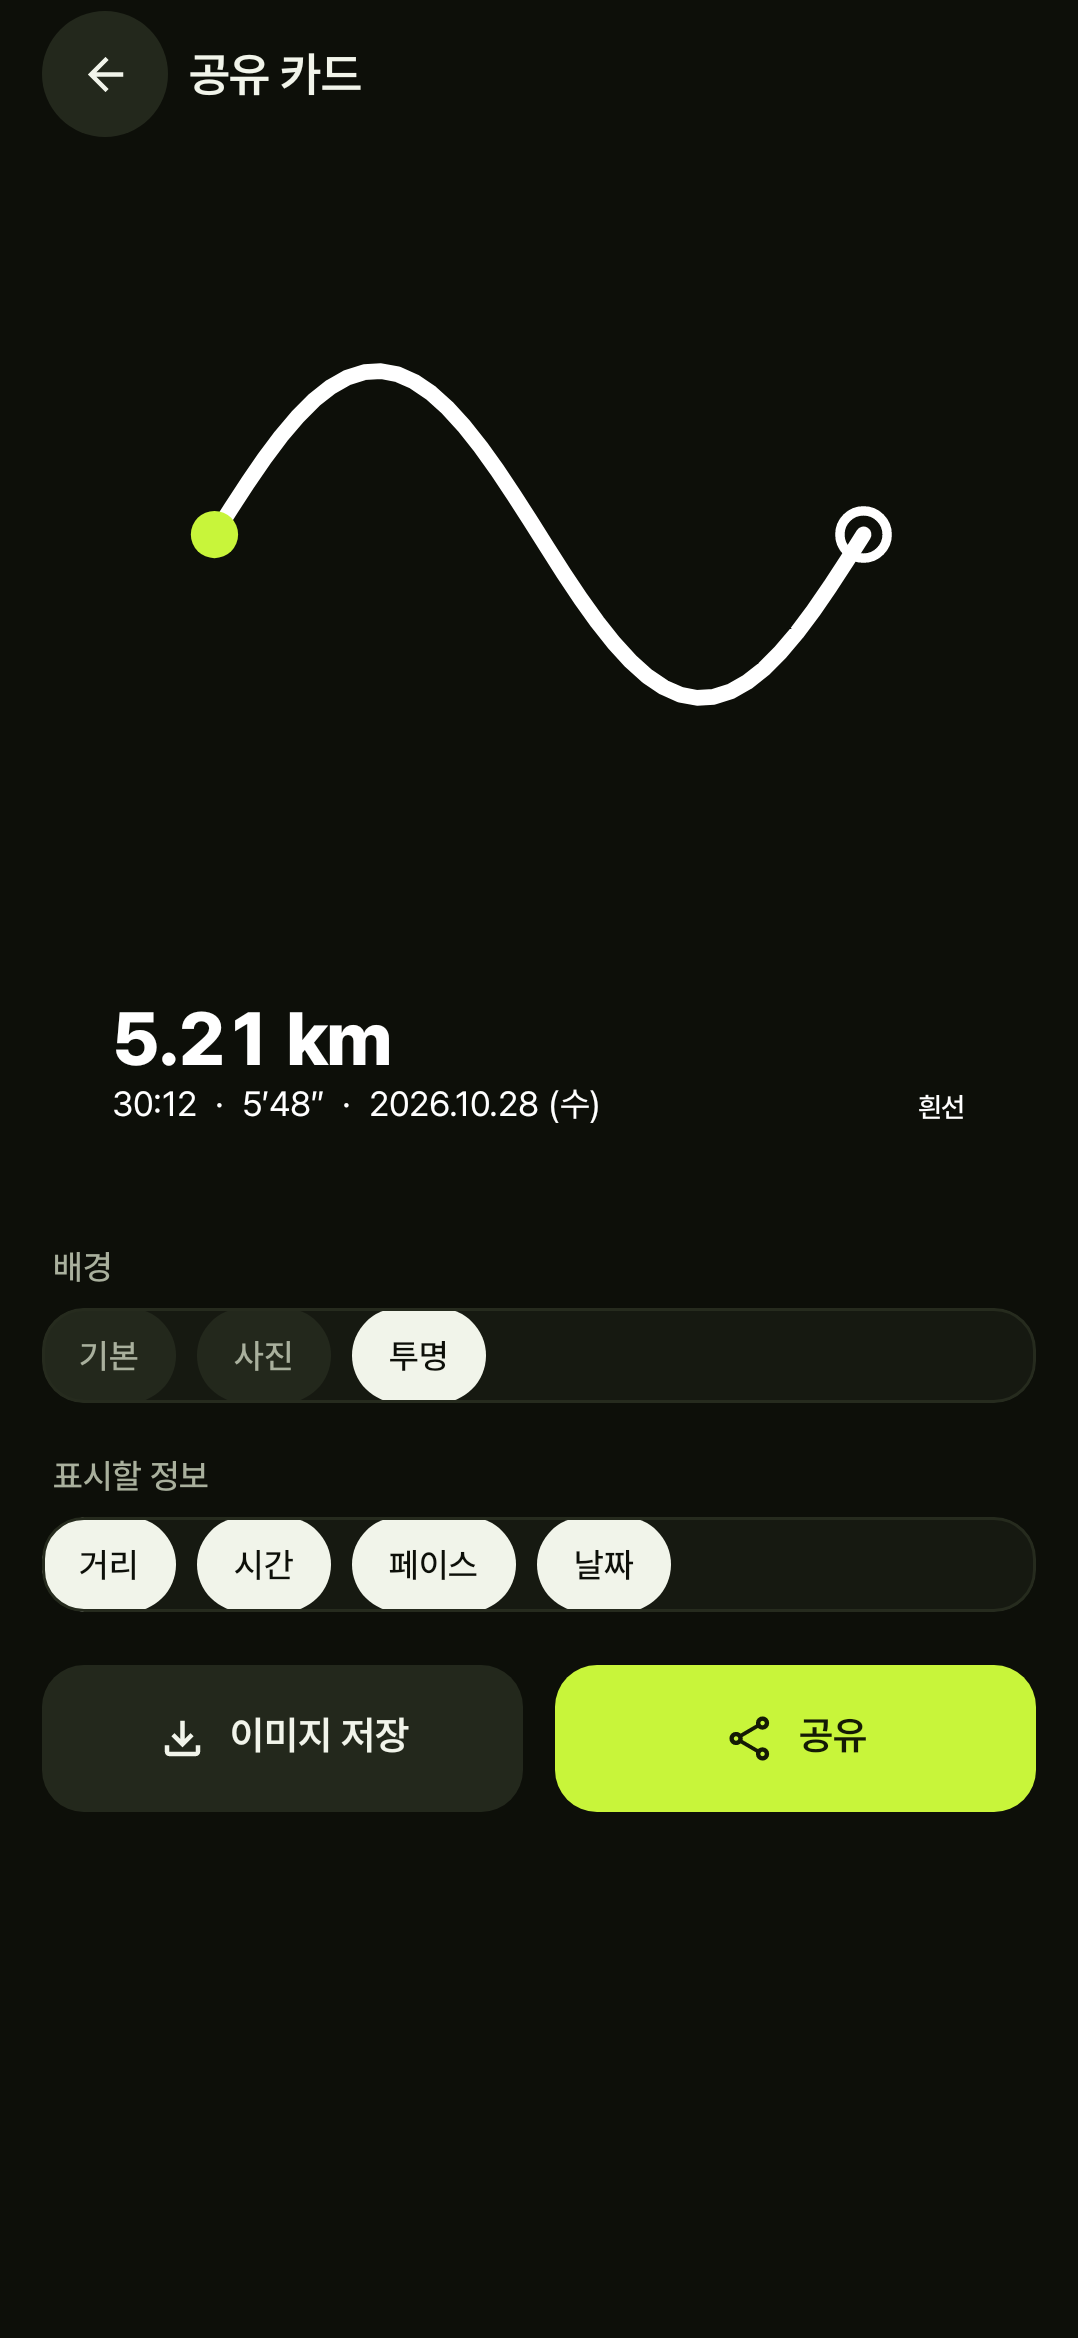 공유 카드
5.21 km
30:12 · 5′48″ · 2026.10.28 (수)
흰선
배경
기본 사진 투명
표시할 정보
거리 시간 페이스 날짜
이미지 저장
공유